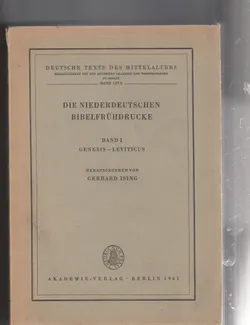 DEUTSCHE TEXTE DES MITTELALTERS
HERAUSGEGEBEN VON DER DEUTSCHEN AKADEMIE DER WISSENSCHAFTEN
ZU BERLIN
DIE NIEDERDEUTSCHEN
BIBELFRÜHDRUCKE
BAND I
GENESIS – LEVITICUS
HERAUSGEGEBEN VON
GERHARD ISING
AKADEMIE-VERLAG · BERLIN 1961